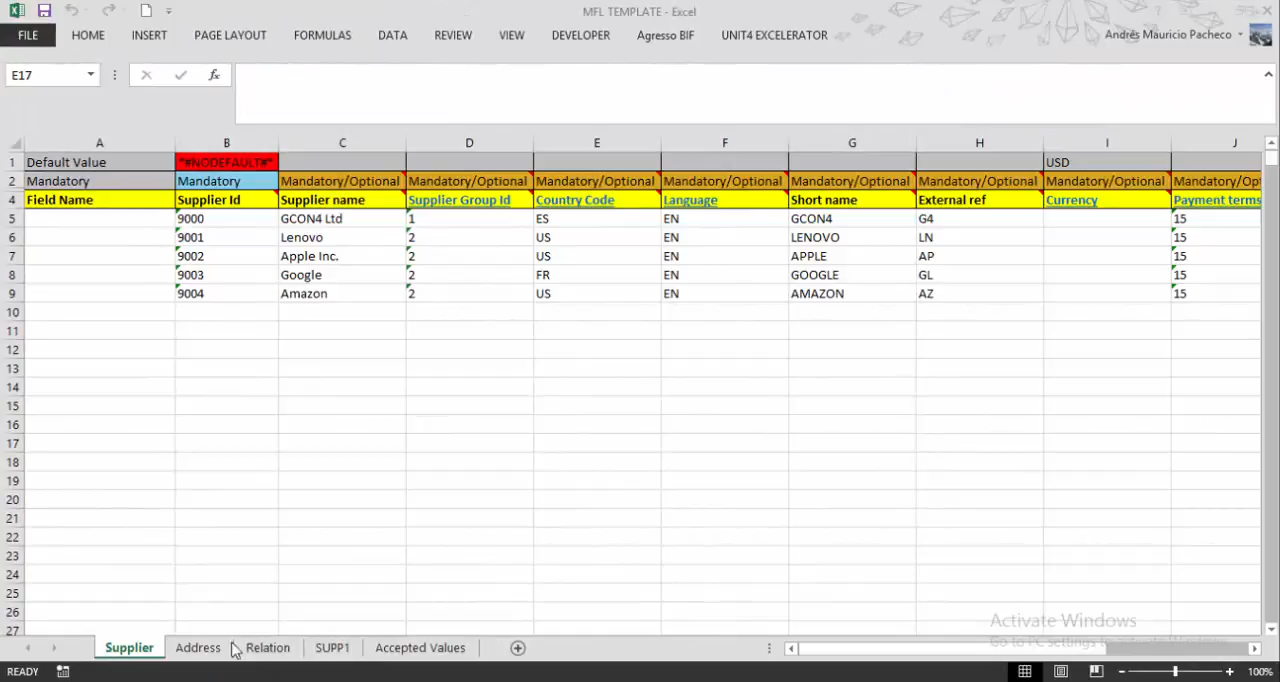 MFL TEMPLATE - Excel
FILE HOME INSERT PAGE LAYOUT FORMULAS DATA REVIEW VIEW DEVELOPER Agresso BIF UNIT4 EXCELERATOR Andrés Mauricio Pacheco
E17 fx
A B C D E F G H I J
1 Default Value *#NODEFAULT#* USD
2 Mandatory Mandatory Mandatory/Optional Mandatory/Optional Mandatory/Optional Mandatory/Optional Mandatory/Optional Mandatory/Optional Mandatory/Optional Mandatory/Opt
4 Field Name Supplier Id Supplier name Supplier Group Id Country Code Language Short name External ref Currency Payment terms
5 9000 GCON4 Ltd 1 ES EN GCON4 G4 15
6 9001 Lenovo 2 US EN LENOVO LN 15
7 9002 Apple Inc. 2 US EN APPLE AP 15
8 9003 Google 2 FR EN GOOGLE GL 15
9 9004 Amazon 2 US EN AMAZON AZ 15
10
11
12
13
14
15
16
17
18
19
20
21
22
23
24
25
26
27
Activate Windows
Go to PC settings to activate Windows.
Supplier Address Relation SUPP1 Accepted Values
READY 100%